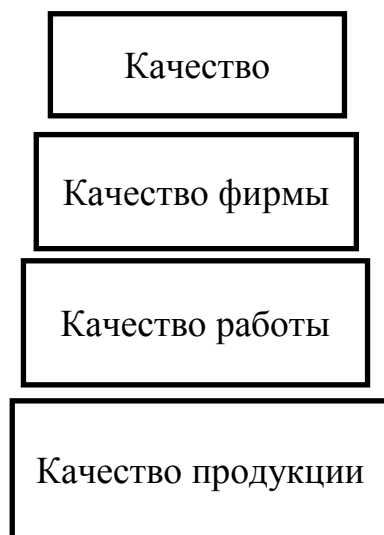 Качество
Качество фирмы
Качество работы
Качество продукции